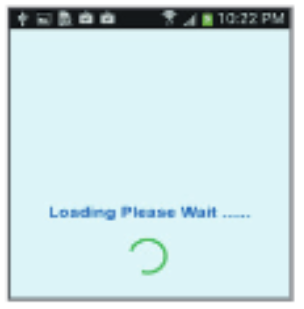 10:22 PM
Loading Please Wait ......